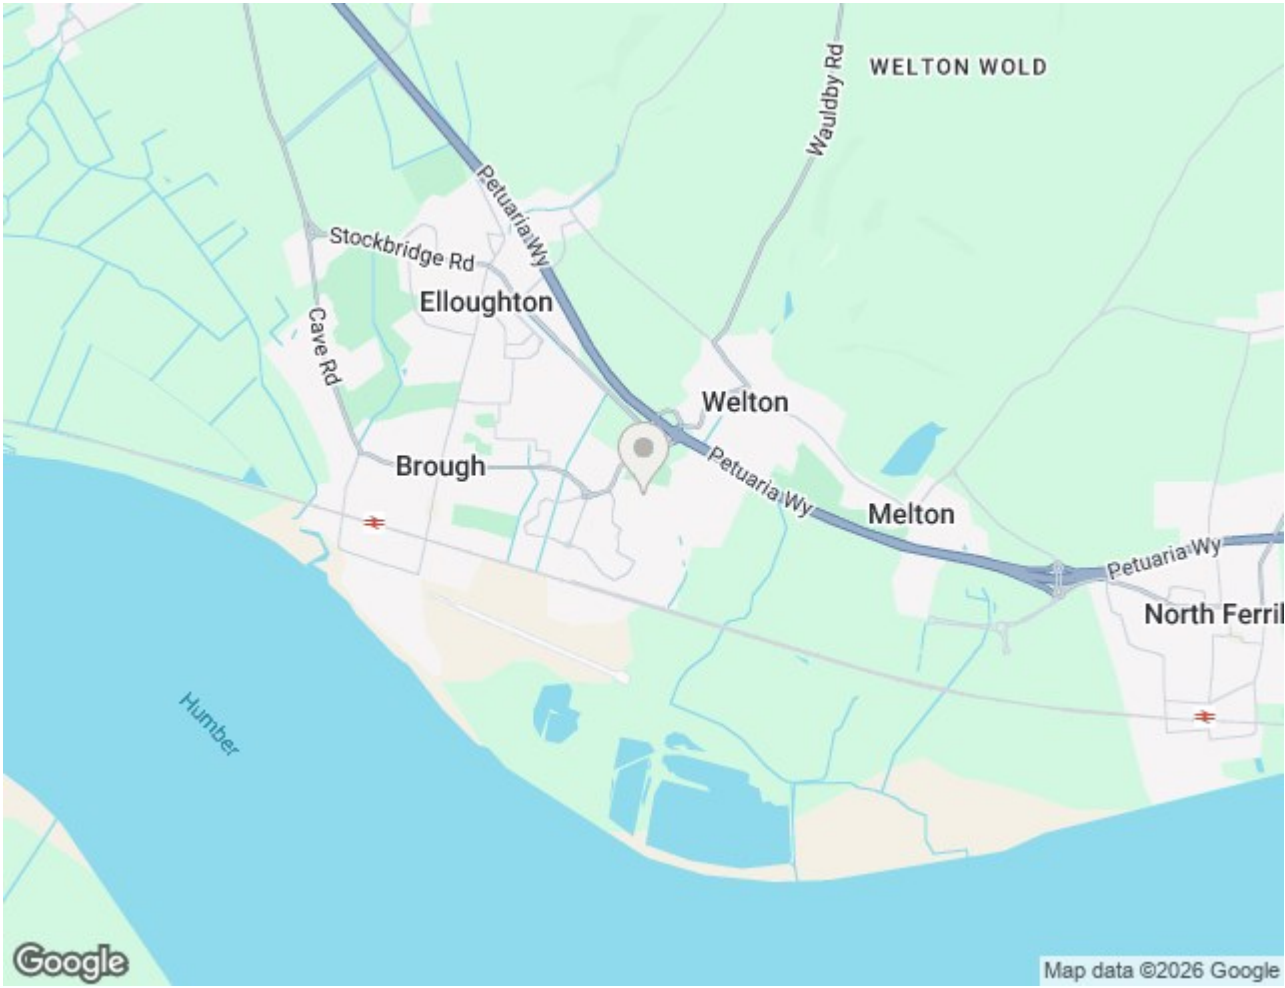 WELTON WOLD
Wauldby Rd
Petuaria Wy
Stockbridge Rd
Elloughton
Cave Rd
Welton
Brough
Petuaria Wy
Melton
Petuaria Wy
North Ferrib
Humber
Google
Map data ©2026 Google